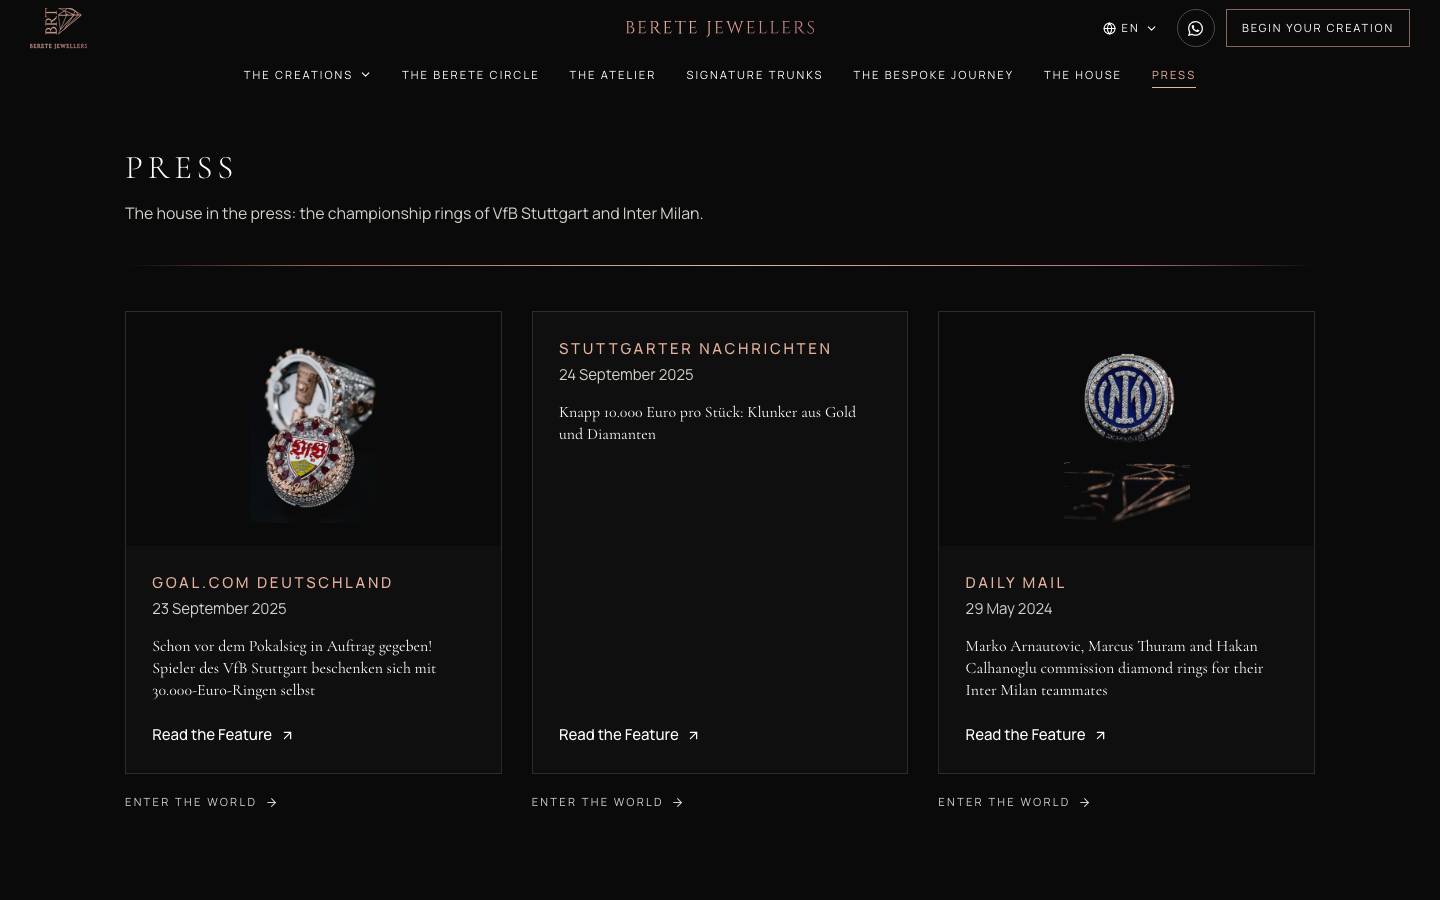 BRT
BERETE JEWELLERS
BERETE JEWELLERS
EN
BEGIN YOUR CREATION
THE CREATIONS
THE BERETE CIRCLE
THE ATELIER
SIGNATURE TRUNKS
THE BESPOKE JOURNEY
THE HOUSE
PRESS
PRESS
The house in the press: the championship rings of VfB Stuttgart and Inter Milan.
VfB
GOAL.COM DEUTSCHLAND
23 September 2025
Schon vor dem Pokalsieg in Auftrag gegeben!
Spieler des VfB Stuttgart beschenken sich mit
30.000-Euro-Ringen selbst
Read the Feature
ENTER THE WORLD
STUTTGARTER NACHRICHTEN
24 September 2025
Knapp 10.000 Euro pro Stück: Klunker aus Gold
und Diamanten
Read the Feature
ENTER THE WORLD
DAILY MAIL
29 May 2024
Marko Arnautovic, Marcus Thuram and Hakan
Calhanoglu commission diamond rings for their
Inter Milan teammates
Read the Feature
ENTER THE WORLD